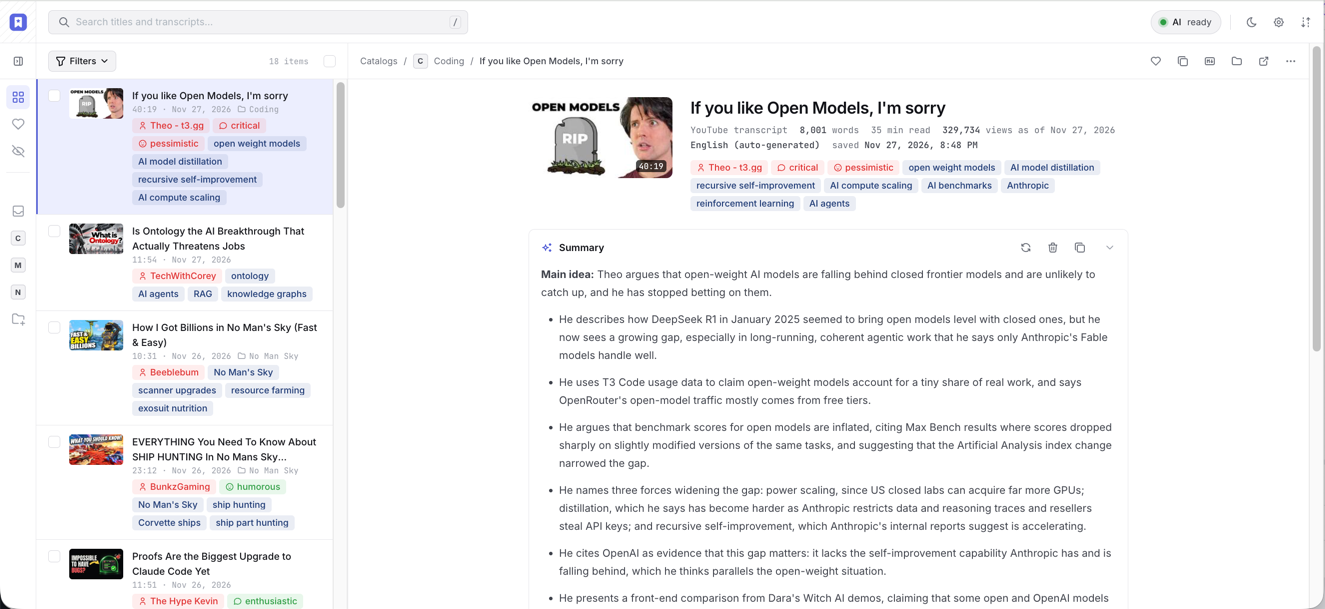 Search titles and transcripts...
/
AI ready
Filters
18 items
Catalogs / C Coding / If you like Open Models, I'm sorry
OPEN MODELS
RIP
If you like Open Models, I'm sorry
40:19 · Nov 27, 2026 Coding
Theo - t3.gg critical
pessimistic open weight models
AI model distillation
recursive self-improvement
AI compute scaling
What is Ontology?
Is Ontology the AI Breakthrough That
Actually Threatens Jobs
11:54 · Nov 27, 2026
TechWithCorey ontology
AI agents RAG knowledge graphs
FAST & EASY BILLIONS
How I Got Billions in No Man's Sky (Fast
& Easy)
10:31 · Nov 26, 2026 No Man Sky
Beeblebum No Man's Sky
scanner upgrades resource farming
exosuit nutrition
WHAT YOU SHOULD KNOW!
EVERYTHING You Need To Know About
SHIP HUNTING In No Mans Sky...
23:12 · Nov 26, 2026 No Man Sky
BunkzGaming humorous
No Man's Sky ship hunting
Corvette ships ship part hunting
IMPOSSIBLE TO HAVE BUGS?
Proofs Are the Biggest Upgrade to
Claude Code Yet
11:51 · Nov 26, 2026
The Hype Kevin enthusiastic
C
M
N
OPEN MODELS
RIP
40:19
If you like Open Models, I'm sorry
YouTube transcript 8,001 words 35 min read 329,734 views as of Nov 27, 2026
English (auto-generated) saved Nov 27, 2026, 8:48 PM
Theo - t3.gg critical pessimistic open weight models AI model distillation
recursive self-improvement AI compute scaling AI benchmarks Anthropic
reinforcement learning AI agents
Summary
Main idea: Theo argues that open-weight AI models are falling behind closed frontier models and are unlikely to
catch up, and he has stopped betting on them.
• He describes how DeepSeek R1 in January 2025 seemed to bring open models level with closed ones, but he
now sees a growing gap, especially in long-running, coherent agentic work that he says only Anthropic's Fable
models handle well.
• He uses T3 Code usage data to claim open-weight models account for a tiny share of real work, and says
OpenRouter's open-model traffic mostly comes from free tiers.
• He argues that benchmark scores for open models are inflated, citing Max Bench results where scores dropped
sharply on slightly modified versions of the same tasks, and suggesting that the Artificial Analysis index change
narrowed the gap.
• He names three forces widening the gap: power scaling, since US closed labs can acquire far more GPUs;
distillation, which he says has become harder as Anthropic restricts data and reasoning traces and resellers
steal API keys; and recursive self-improvement, which Anthropic's internal reports suggest is accelerating.
• He cites OpenAI as evidence that this gap matters: it lacks the self-improvement capability Anthropic has and is
falling behind, which he thinks parallels the open-weight situation.
• He presents a front-end comparison from Dara's Witch AI demos, claiming that some open and OpenAI models